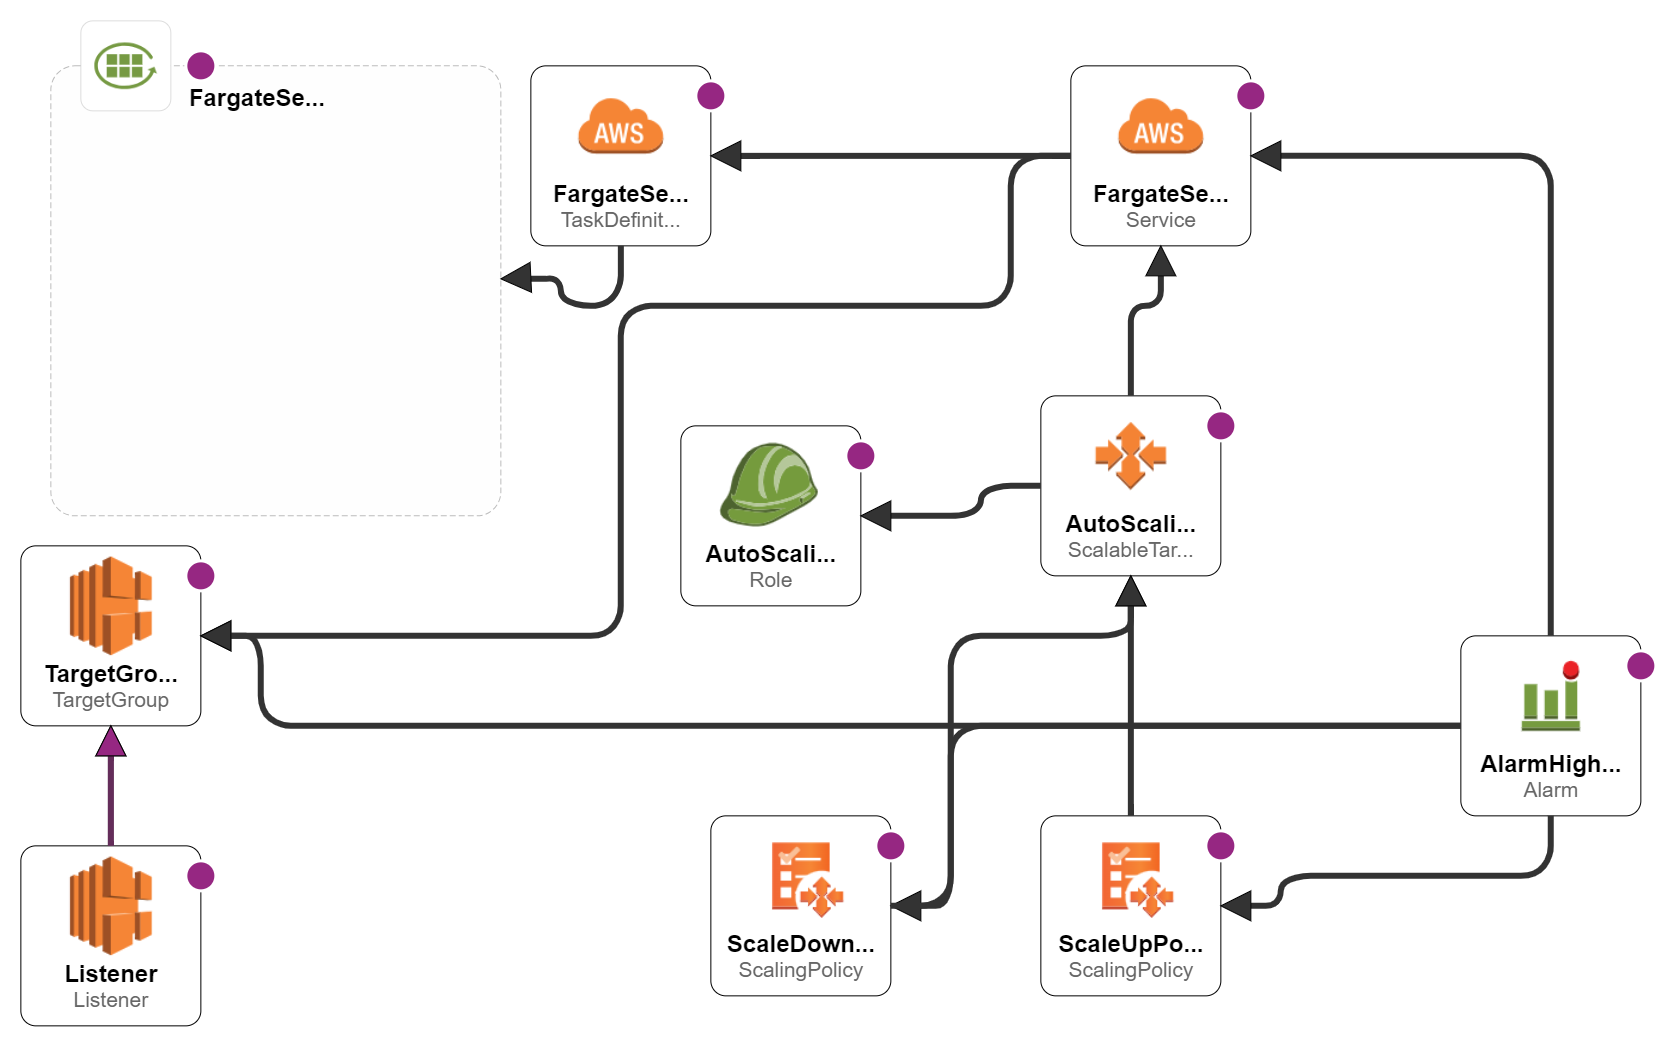 FargateSe...
AWS
FargateSe...
TaskDefinit...
AWS
FargateSe...
Service
AutoScali...
Role
AutoScali...
ScalableTar...
TargetGro...
TargetGroup
AlarmHigh...
Alarm
Listener
Listener
ScaleDown...
ScalingPolicy
ScaleUpPo...
ScalingPolicy